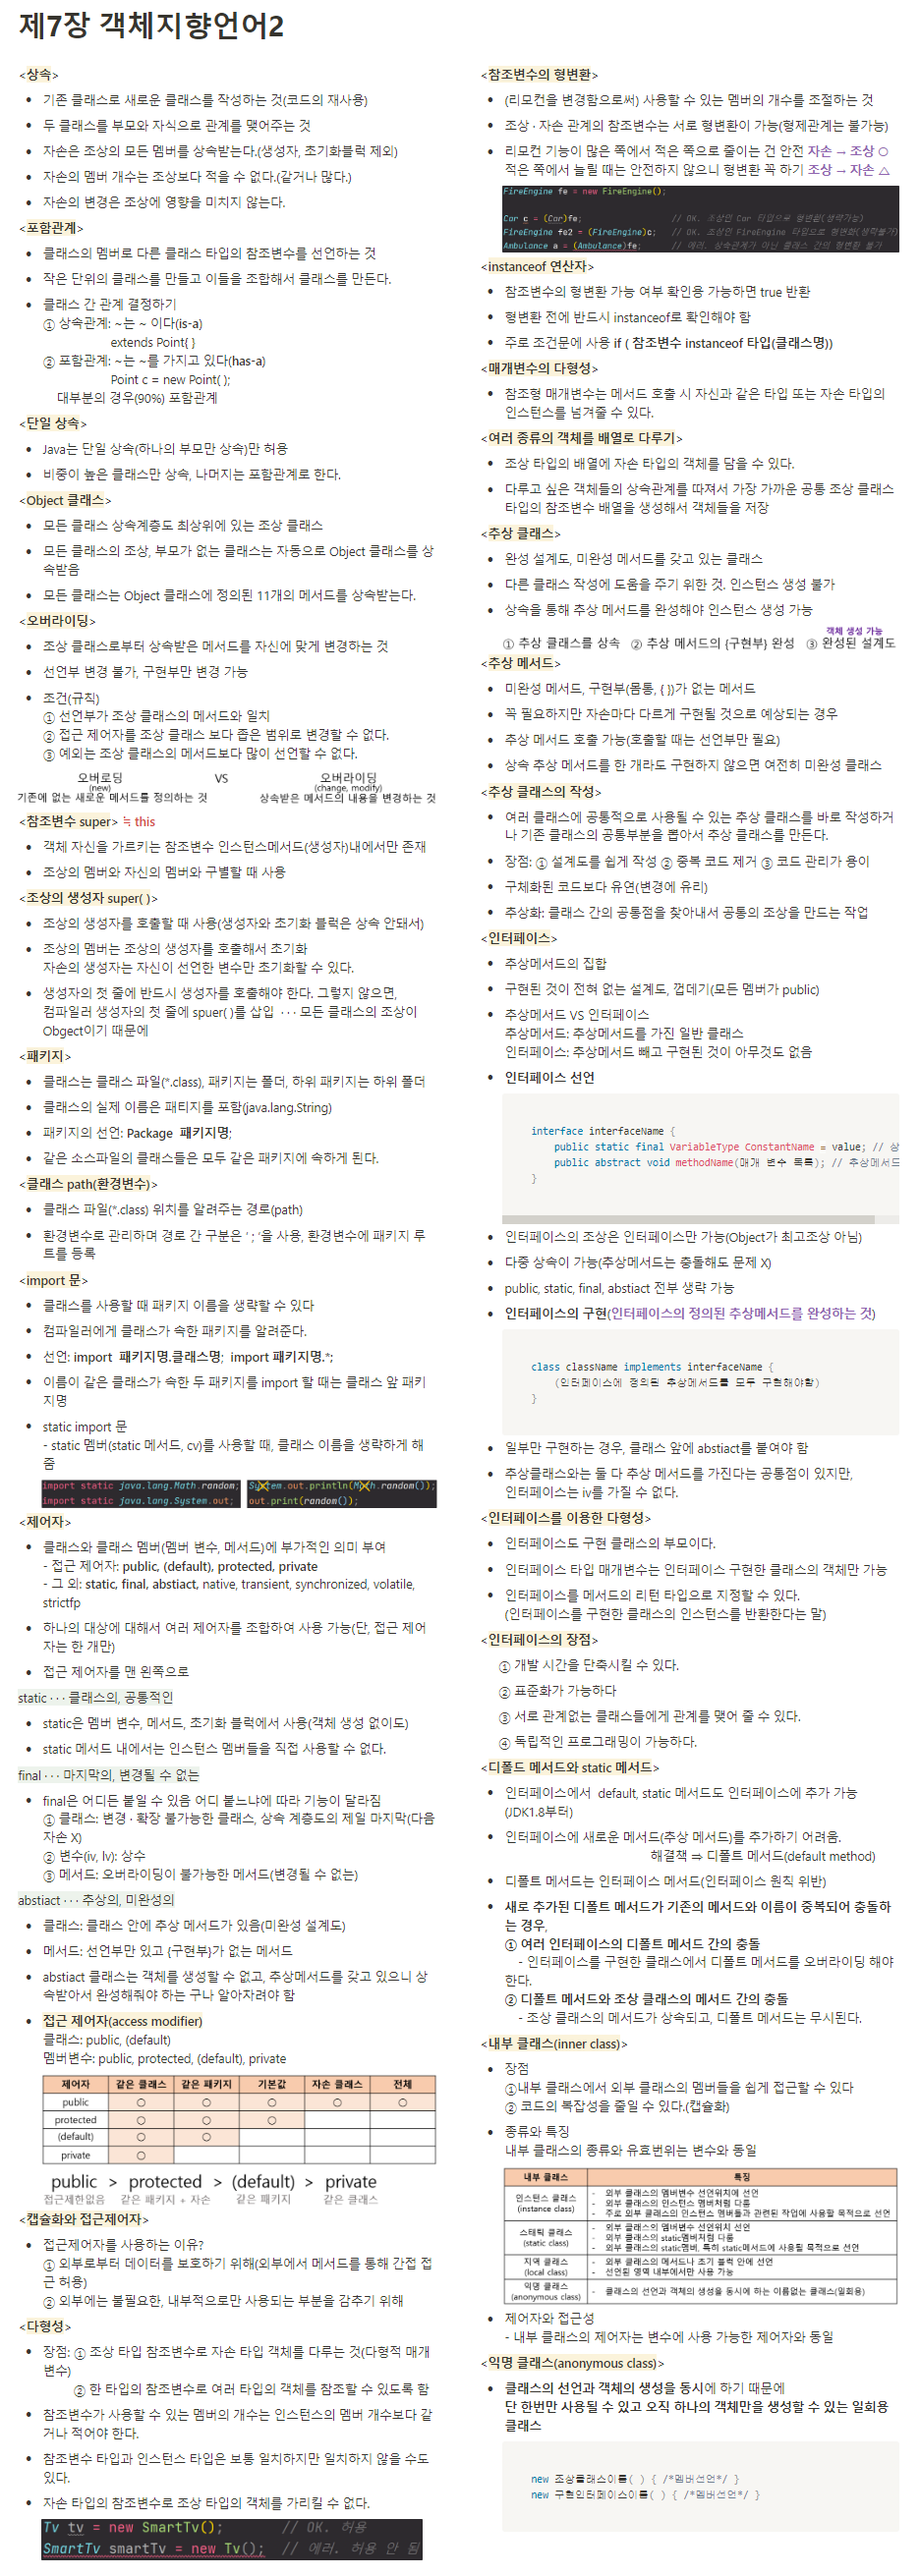 제7장 객체지향언어2
<상속>
• 기존 클래스로 새로운 클래스를 작성하는 것(코드의 재사용)
• 두 클래스를 부모와 자식으로 관계를 맺어주는 것
• 자손은 조상의 모든 멤버를 상속받는다.(생성자, 초기화블럭 제외)
• 자손의 멤버 개수는 조상보다 적을 수 없다.(같거나 많다.)
• 자손의 변경은 조상에 영향을 미치지 않는다.
<포함관계>
• 클래스의 멤버로 다른 클래스 타입의 참조변수를 선언하는 것
• 작은 단위의 클래스를 만들고 이들을 조합해서 클래스를 만든다.
• 클래스 간 관계 결정하기
① 상속관계: ~는 ~ 이다(is-a)
extends Point{ }
② 포함관계: ~는 ~를 가지고 있다(has-a)
Point c = new Point( );
대부분의 경우(90%) 포함관계
<단일 상속>
• Java는 단일 상속(하나의 부모만 상속)만 허용
• 비중이 높은 클래스만 상속, 나머지는 포함관계로 한다.
<Object 클래스>
• 모든 클래스 상속계층도 최상위에 있는 조상 클래스
• 모든 클래스의 조상, 부모가 없는 클래스는 자동으로 Object 클래스를 상
속받음
• 모든 클래스는 Object 클래스에 정의된 11개의 메서드를 상속받는다.
<오버라이딩>
• 조상 클래스로부터 상속받은 메서드를 자신에 맞게 변경하는 것
• 선언부 변경 불가, 구현부만 변경 가능
• 조건(규칙)
① 선언부가 조상 클래스의 메서드와 일치
② 접근 제어자를 조상 클래스 보다 좁은 범위로 변경할 수 없다.
③ 예외는 조상 클래스의 메서드보다 많이 선언할 수 없다.
오버로딩 VS 오버라이딩
(new) (change, modify)
기존에 없는 새로운 메서드를 정의하는 것 상속받은 메서드의 내용을 변경하는 것
<참조변수 super> ≒ this
• 객체 자신을 가르키는 참조변수 인스턴스메서드(생성자)내에서만 존재
• 조상의 멤버와 자신의 멤버와 구별할 때 사용
<조상의 생성자 super( )>
• 조상의 생성자를 호출할 때 사용(생성자와 초기화 블럭은 상속 안돼서)
• 조상의 멤버는 조상의 생성자를 호출해서 초기화
자손의 생성자는 자신이 선언한 변수만 초기화할 수 있다.
• 생성자의 첫 줄에 반드시 생성자를 호출해야 한다. 그렇지 않으면,
컴파일러 생성자의 첫 줄에 spuer( )를 삽입 ··· 모든 클래스의 조상이
Obgect이기 때문에
<패키지>
• 클래스는 클래스 파일(*.class), 패키지는 폴더, 하위 패키지는 하위 폴더
• 클래스의 실제 이름은 패티지를 포함(java.lang.String)
• 패키지의 선언: Package 패키지명;
• 같은 소스파일의 클래스들은 모두 같은 패키지에 속하게 된다.
<클래스 path(환경변수)>
• 클래스 파일(*.class) 위치를 알려주는 경로(path)
• 환경변수로 관리하며 경로 간 구분은 ' ; '을 사용, 환경변수에 패키지 루
트를 등록
<import 문>
• 클래스를 사용할 때 패키지 이름을 생략할 수 있다
• 컴파일러에게 클래스가 속한 패키지를 알려준다.
• 선언: import 패키지명.클래스명; import 패키지명.*;
• 이름이 같은 클래스가 속한 두 패키지를 import 할 때는 클래스 앞 패키
지명
• static import 문
- static 멤버(static 메서드, cv)를 사용할 때, 클래스 이름을 생략하게 해
줌
import static java.lang.Math.random; System.out.println(Math.random());
import static java.lang.System.out; out.print(random());
<제어자>
• 클래스와 클래스 멤버(멤버 변수, 메서드)에 부가적인 의미 부여
- 접근 제어자: public, (default), protected, private
- 그 외: static, final, abstiact, native, transient, synchronized, volatile,
strictfp
• 하나의 대상에 대해서 여러 제어자를 조합하여 사용 가능(단, 접근 제어
자는 한 개만)
• 접근 제어자를 맨 왼쪽으로
static ··· 클래스의, 공통적인
• static은 멤버 변수, 메서드, 초기화 블럭에서 사용(객체 생성 없이도)
• static 메서드 내에서는 인스턴스 멤버들을 직접 사용할 수 없다.
final ··· 마지막의, 변경될 수 없는
• final은 어디든 붙일 수 있음 어디 붙느냐에 따라 기능이 달라짐
① 클래스: 변경 · 확장 불가능한 클래스, 상속 계층도의 제일 마지막(다음
자손 X)
② 변수(iv, lv): 상수
③ 메서드: 오버라이딩이 불가능한 메서드(변경될 수 없는)
abstiact ··· 추상의, 미완성의
• 클래스: 클래스 안에 추상 메서드가 있음(미완성 설계도)
• 메서드: 선언부만 있고 {구현부}가 없는 메서드
• abstiact 클래스는 객체를 생성할 수 없고, 추상메서드를 갖고 있으니 상
속받아서 완성해줘야 하는 구나 알아차려야 함
• 접근 제어자(access modifier)
클래스: public, (default)
멤버변수: public, protected, (default), private
제어자 같은 클래스 같은 패키지 기본값 자손 클래스 전체
public ○ ○ ○ ○ ○
protected ○ ○ ○
(default) ○ ○
private ○
public > protected > (default) > private
접근제한없음 같은 패키지 + 자손 같은 패키지 같은 클래스
<캡슐화와 접근제어자>
• 접근제어자를 사용하는 이유?
① 외부로부터 데이터를 보호하기 위해(외부에서 메서드를 통해 간접 접
근 허용)
② 외부에는 불필요한, 내부적으로만 사용되는 부분을 감추기 위해
<다형성>
• 장점: ① 조상 타입 참조변수로 자손 타입 객체를 다루는 것(다형적 매개
변수)
② 한 타입의 참조변수로 여러 타입의 객체를 참조할 수 있도록 함
• 참조변수가 사용할 수 있는 멤버의 개수는 인스턴스의 멤버 개수보다 같
거나 적어야 한다.
• 참조변수 타입과 인스턴스 타입은 보통 일치하지만 일치하지 않을 수도
있다.
• 자손 타입의 참조변수로 조상 타입의 객체를 가리킬 수 없다.
Tv tv = new SmartTv(); // OK. 허용
SmartTv smartTv = new Tv(); // 에러. 허용 안 됨
<참조변수의 형변환>
• (리모컨을 변경함으로써) 사용할 수 있는 멤버의 개수를 조절하는 것
• 조상 · 자손 관계의 참조변수는 서로 형변환이 가능(형제관계는 불가능)
• 리모컨 기능이 많은 쪽에서 적은 쪽으로 줄이는 건 안전 자손 → 조상 ○
적은 쪽에서 늘릴 때는 안전하지 않으니 형변환 꼭 하기 조상 → 자손 △
FireEngine fe = new FireEngine();
Car c = (Car)fe; // OK. 조상인 Car 타입으로 형변환(생략가능)
FireEngine fe2 = (FireEngine)c; // OK. 조상인 FireEngine 타입으로 형변환(생략불가)
Ambulance a = (Ambulance)fe; // 에러. 상속관계가 아닌 클래스 간의 형변환 불가
<instanceof 연산자>
• 참조변수의 형변환 가능 여부 확인용 가능하면 true 반환
• 형변환 전에 반드시 instanceof로 확인해야 함
• 주로 조건문에 사용 if ( 참조변수 instanceof 타입(클래스명))
<매개변수의 다형성>
• 참조형 매개변수는 메서드 호출 시 자신과 같은 타입 또는 자손 타입의
인스턴스를 넘겨줄 수 있다.
<여러 종류의 객체를 배열로 다루기>
• 조상 타입의 배열에 자손 타입의 객체를 담을 수 있다.
• 다루고 싶은 객체들의 상속관계를 따져서 가장 가까운 공통 조상 클래스
타입의 참조변수 배열을 생성해서 객체들을 저장
<추상 클래스>
• 완성 설계도, 미완성 메서드를 갖고 있는 클래스
• 다른 클래스 작성에 도움을 주기 위한 것. 인스턴스 생성 불가
• 상속을 통해 추상 메서드를 완성해야 인스턴스 생성 가능
객체 생성 가능
① 추상 클래스를 상속 ② 추상 메서드의 {구현부} 완성 ③ 완성된 설계도
<추상 메서드>
• 미완성 메서드, 구현부(몸통, { })가 없는 메서드
• 꼭 필요하지만 자손마다 다르게 구현될 것으로 예상되는 경우
• 추상 메서드 호출 가능(호출할 때는 선언부만 필요)
• 상속 추상 메서드를 한 개라도 구현하지 않으면 여전히 미완성 클래스
<추상 클래스의 작성>
• 여러 클래스에 공통적으로 사용될 수 있는 추상 클래스를 바로 작성하거
나 기존 클래스의 공통부분을 뽑아서 추상 클래스를 만든다.
• 장점: ① 설계도를 쉽게 작성 ② 중복 코드 제거 ③ 코드 관리가 용이
• 구체화된 코드보다 유연(변경에 유리)
• 추상화: 클래스 간의 공통점을 찾아내서 공통의 조상을 만드는 작업
<인터페이스>
• 추상메서드의 집합
• 구현된 것이 전혀 없는 설계도, 껍데기(모든 멤버가 public)
• 추상메서드 VS 인터페이스
추상메서드: 추상메서드를 가진 일반 클래스
인터페이스: 추상메서드 빼고 구현된 것이 아무것도 없음
• 인터페이스 선언
interface interfaceName {
public static final VariableType ConstantName = value; // 상
public abstract void methodName(매개 변수 목록); // 추상메서드
}
• 인터페이스의 조상은 인터페이스만 가능(Object가 최고조상 아님)
• 다중 상속이 가능(추상메서드는 충돌해도 문제 X)
• public, static, final, abstiact 전부 생략 가능
• 인터페이스의 구현(인터페이스의 정의된 추상메서드를 완성하는 것)
class className implements interfaceName {
(인터페이스에 정의된 추상메서드를 모두 구현해야함)
}
• 일부만 구현하는 경우, 클래스 앞에 abstiact를 붙여야 함
• 추상클래스와는 둘 다 추상 메서드를 가진다는 공통점이 있지만,
인터페이스는 iv를 가질 수 없다.
<인터페이스를 이용한 다형성>
• 인터페이스도 구현 클래스의 부모이다.
• 인터페이스 타입 매개변수는 인터페이스 구현한 클래스의 객체만 가능
• 인터페이스를 메서드의 리턴 타입으로 지정할 수 있다.
(인터페이스를 구현한 클래스의 인스턴스를 반환한다는 말)
<인터페이스의 장점>
① 개발 시간을 단축시킬 수 있다.
② 표준화가 가능하다
③ 서로 관계없는 클래스들에게 관계를 맺어 줄 수 있다.
④ 독립적인 프로그래밍이 가능하다.
<디폴드 메서드와 static 메서드>
• 인터페이스에서 default, static 메서드도 인터페이스에 추가 가능
(JDK1.8부터)
• 인터페이스에 새로운 메서드(추상 메서드)를 추가하기 어려움.
해결책 ⇒ 디폴트 메서드(default method)
• 디폴트 메서드는 인터페이스 메서드(인터페이스 원칙 위반)
• 새로 추가된 디폴트 메서드가 기존의 메서드와 이름이 중복되어 충돌하
는 경우,
① 여러 인터페이스의 디폴트 메서드 간의 충돌
- 인터페이스를 구현한 클래스에서 디폴트 메서드를 오버라이딩 해야
한다.
② 디폴트 메서드와 조상 클래스의 메서드 간의 충돌
- 조상 클래스의 메서드가 상속되고, 디폴트 메서드는 무시된다.
<내부 클래스(inner class)>
• 장점
①내부 클래스에서 외부 클래스의 멤버들을 쉽게 접근할 수 있다
② 코드의 복잡성을 줄일 수 있다.(캡슐화)
• 종류와 특징
내부 클래스의 종류와 유효번위는 변수와 동일
내부 클래스 특징
인스턴스 클래스
(instance class)
- 외부 클래스의 멤버변수 선언위치에 선언
- 외부 클래스의 인스턴스 멤버처럼 다룸
- 주로 외부 클래스의 인스턴스 멤버들과 관련된 작업에 사용할 목적으로 선언
스태틱 클래스
(static class)
- 외부 클래스의 멤버변수 선언위치 선언
- 외부 클래스의 static멤버처럼 다룸
- 외부 클래스의 static멤버, 특히 static메서드에 사용될 목적으로 선언
지역 클래스
(local class)
- 외부 클래스의 메서드나 초기 블럭 안에 선언
- 선언된 영역 내부에서만 사용 가능
익명 클래스
(anonymous class)
- 클래스의 선언과 객체의 생성을 동시에 하는 이름없는 클래스(일회용)
• 제어자와 접근성
- 내부 클래스의 제어자는 변수에 사용 가능한 제어자와 동일
<익명 클래스(anonymous class)>
• 클래스의 선언과 객체의 생성을 동시에 하기 때문에
단 한번만 사용될 수 있고 오직 하나의 객체만을 생성할 수 있는 일회용
클래스
new 조상클래스이름( ) { /*멤버선언*/ }
new 구현인터페이스이름( ) { /*멤버선언*/ }